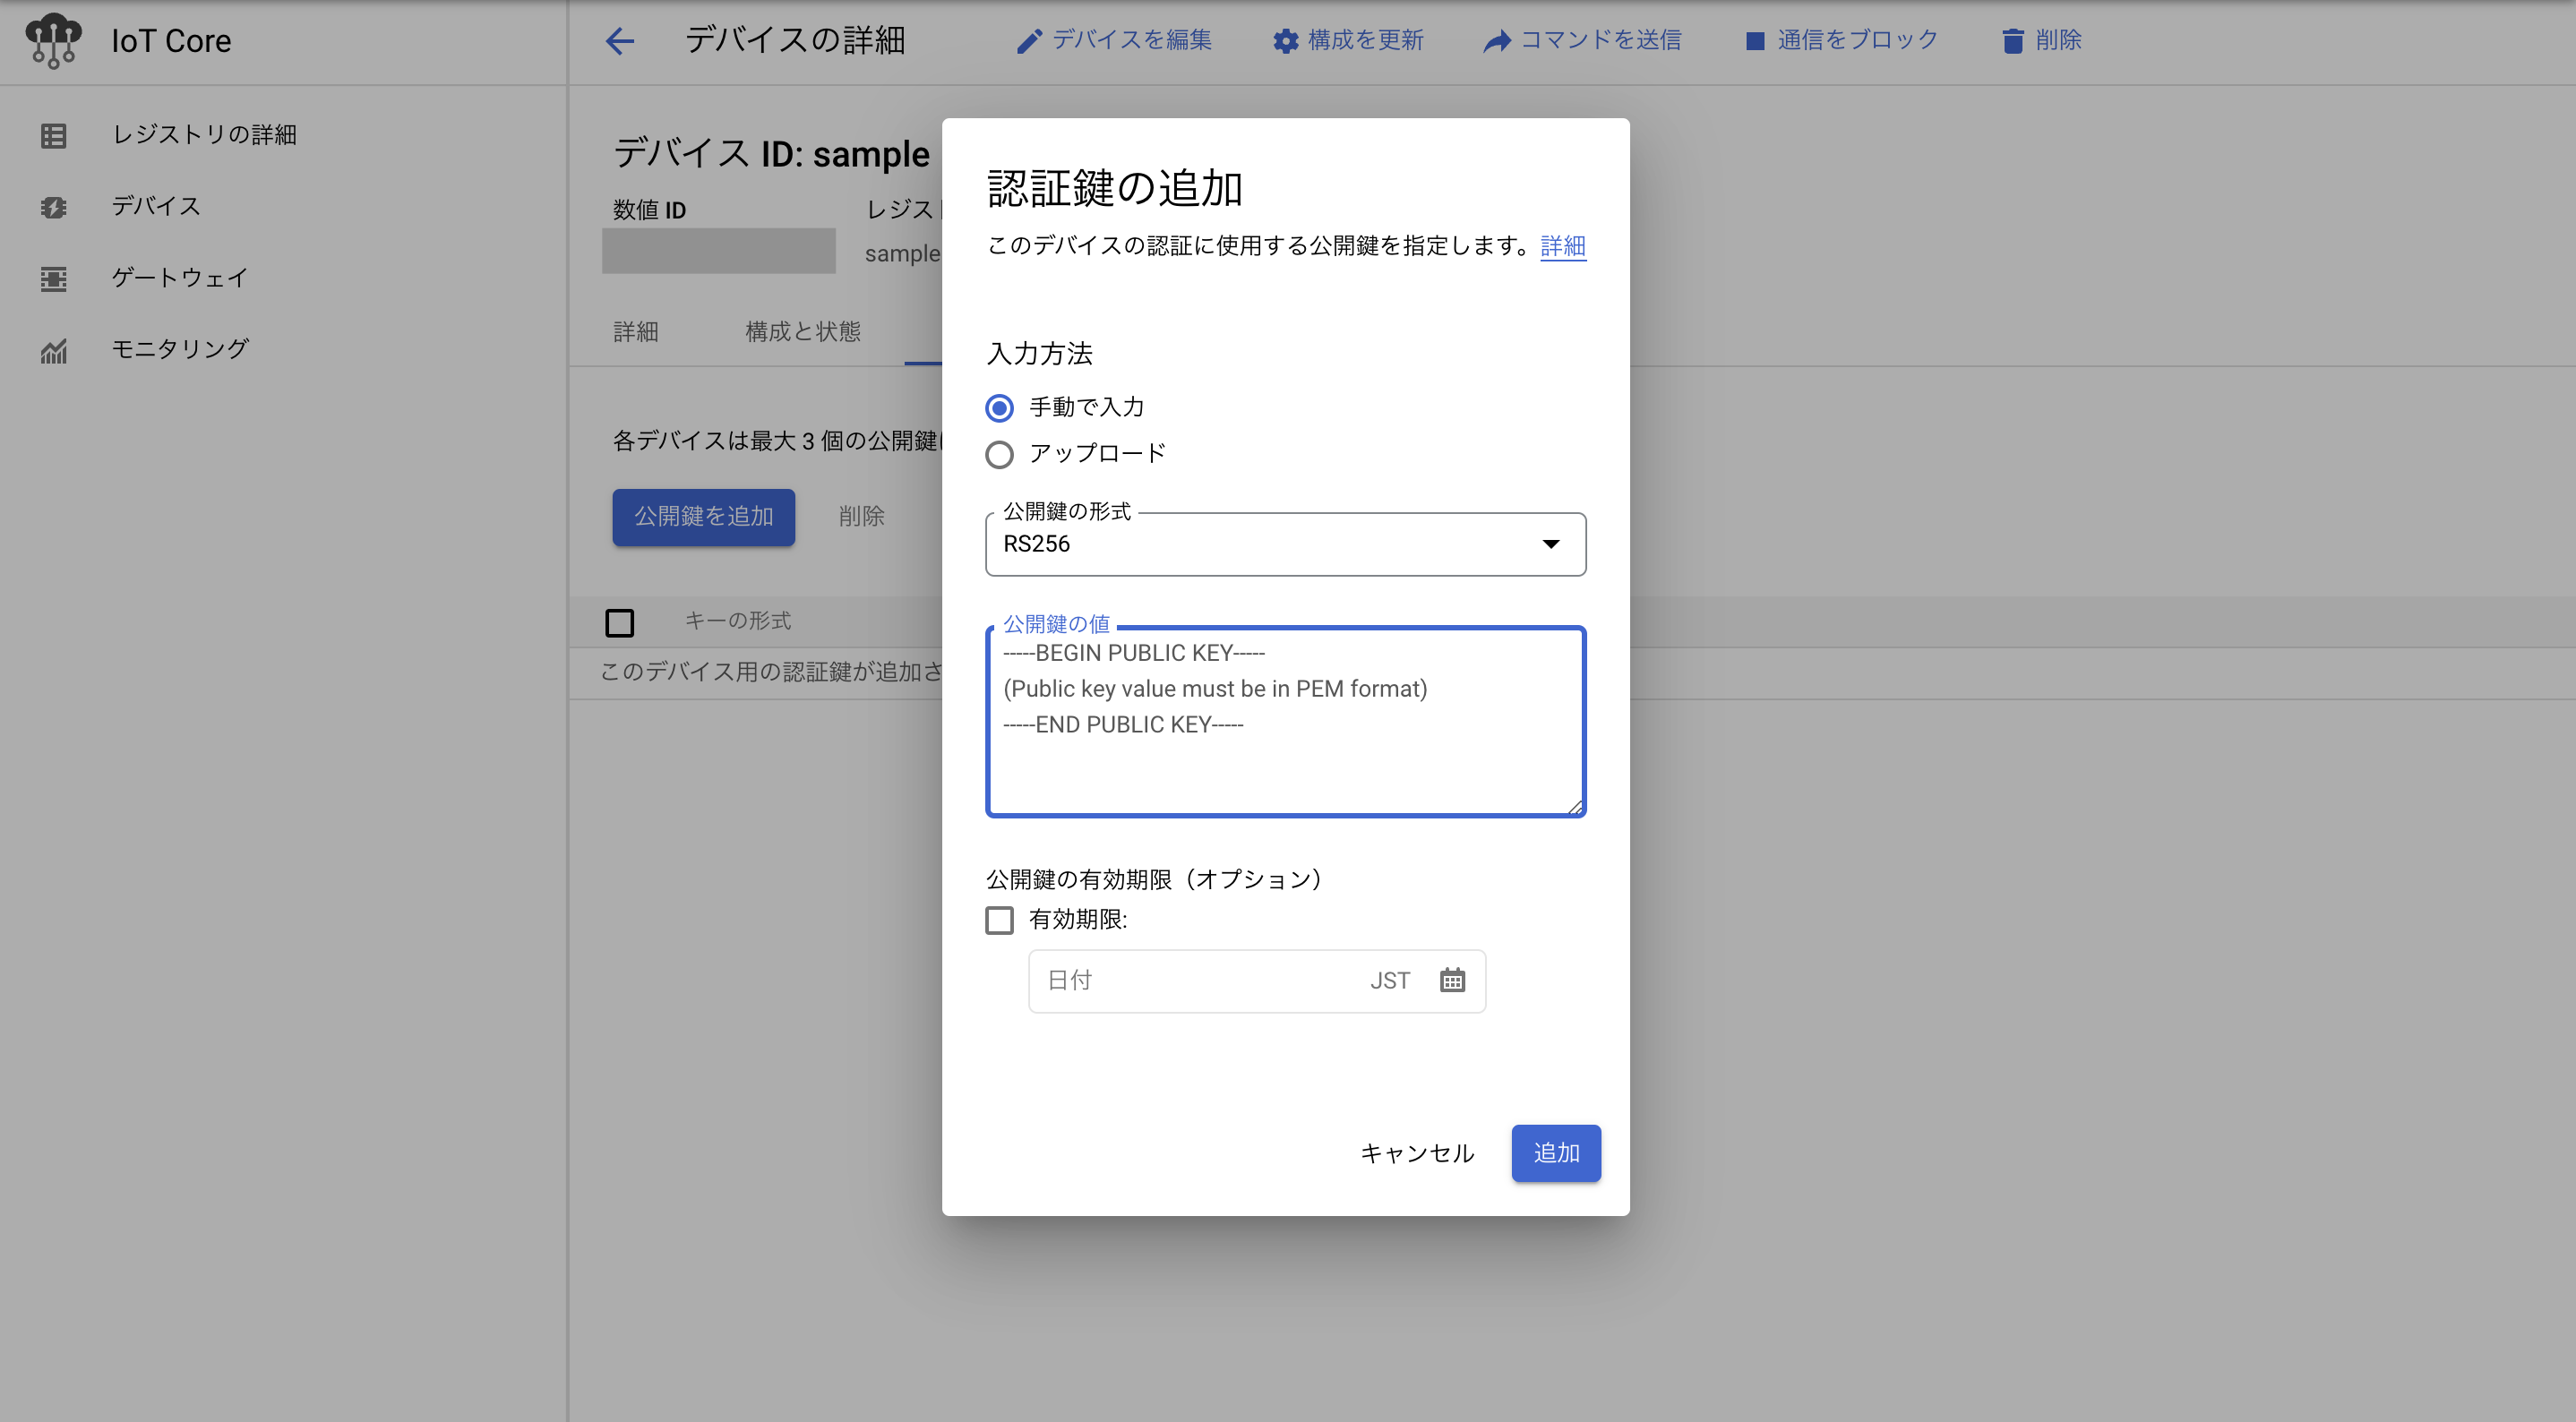 IoT Core
デバイスの詳細
デバイスを編集
構成を更新
コマンドを送信
通信をブロック
削除
レジストリの詳細
デバイス
ゲートウェイ
モニタリング
デバイス ID: sample
数値 ID
レジス
sample
詳細
構成と状態
各デバイスは最大 3 個の公開鍵
公開鍵を追加
削除
キーの形式
このデバイス用の認証鍵が追加さ
認証鍵の追加
このデバイスの認証に使用する公開鍵を指定します。詳細
入力方法
手動で入力
アップロード
公開鍵の形式
RS256
公開鍵の値
-----BEGIN PUBLIC KEY-----
(Public key value must be in PEM format)
-----END PUBLIC KEY-----
公開鍵の有効期限（オプション）
有効期限:
日付
JST
キャンセル
追加